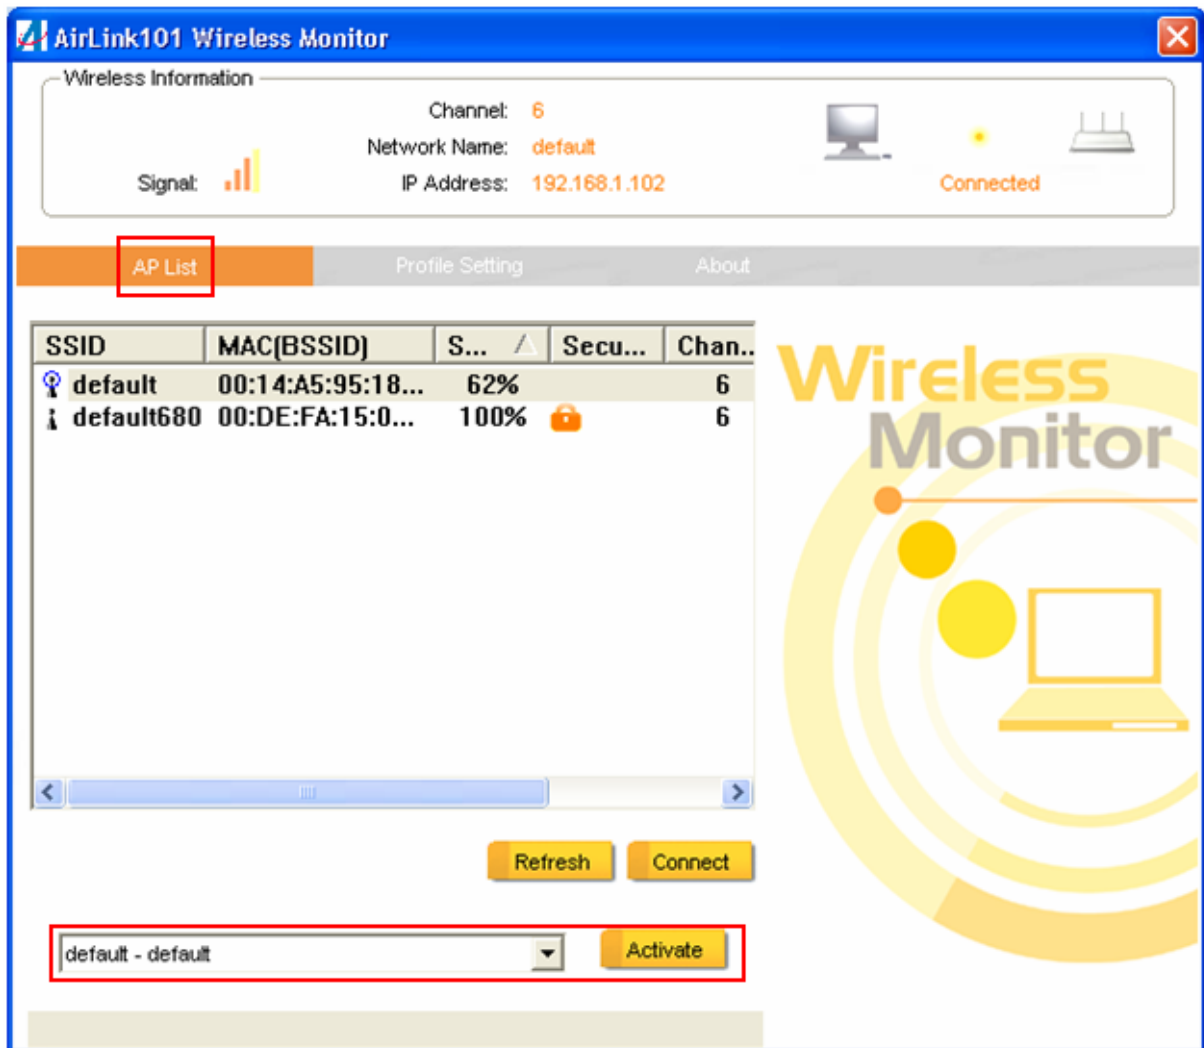 AirLink101 Wireless Monitor
Wireless Information
Channel: 6
Network Name: default
Signal: IP Address: 192.168.1.102
Connected
AP List Profile Setting About
SSID MAC(BSSID) S... Secu... Chan..
default 00:14:A5:95:18... 62% 6
default680 00:DE:FA:15:0... 100% 6
Wireless
Monitor
Refresh Connect
default - default Activate